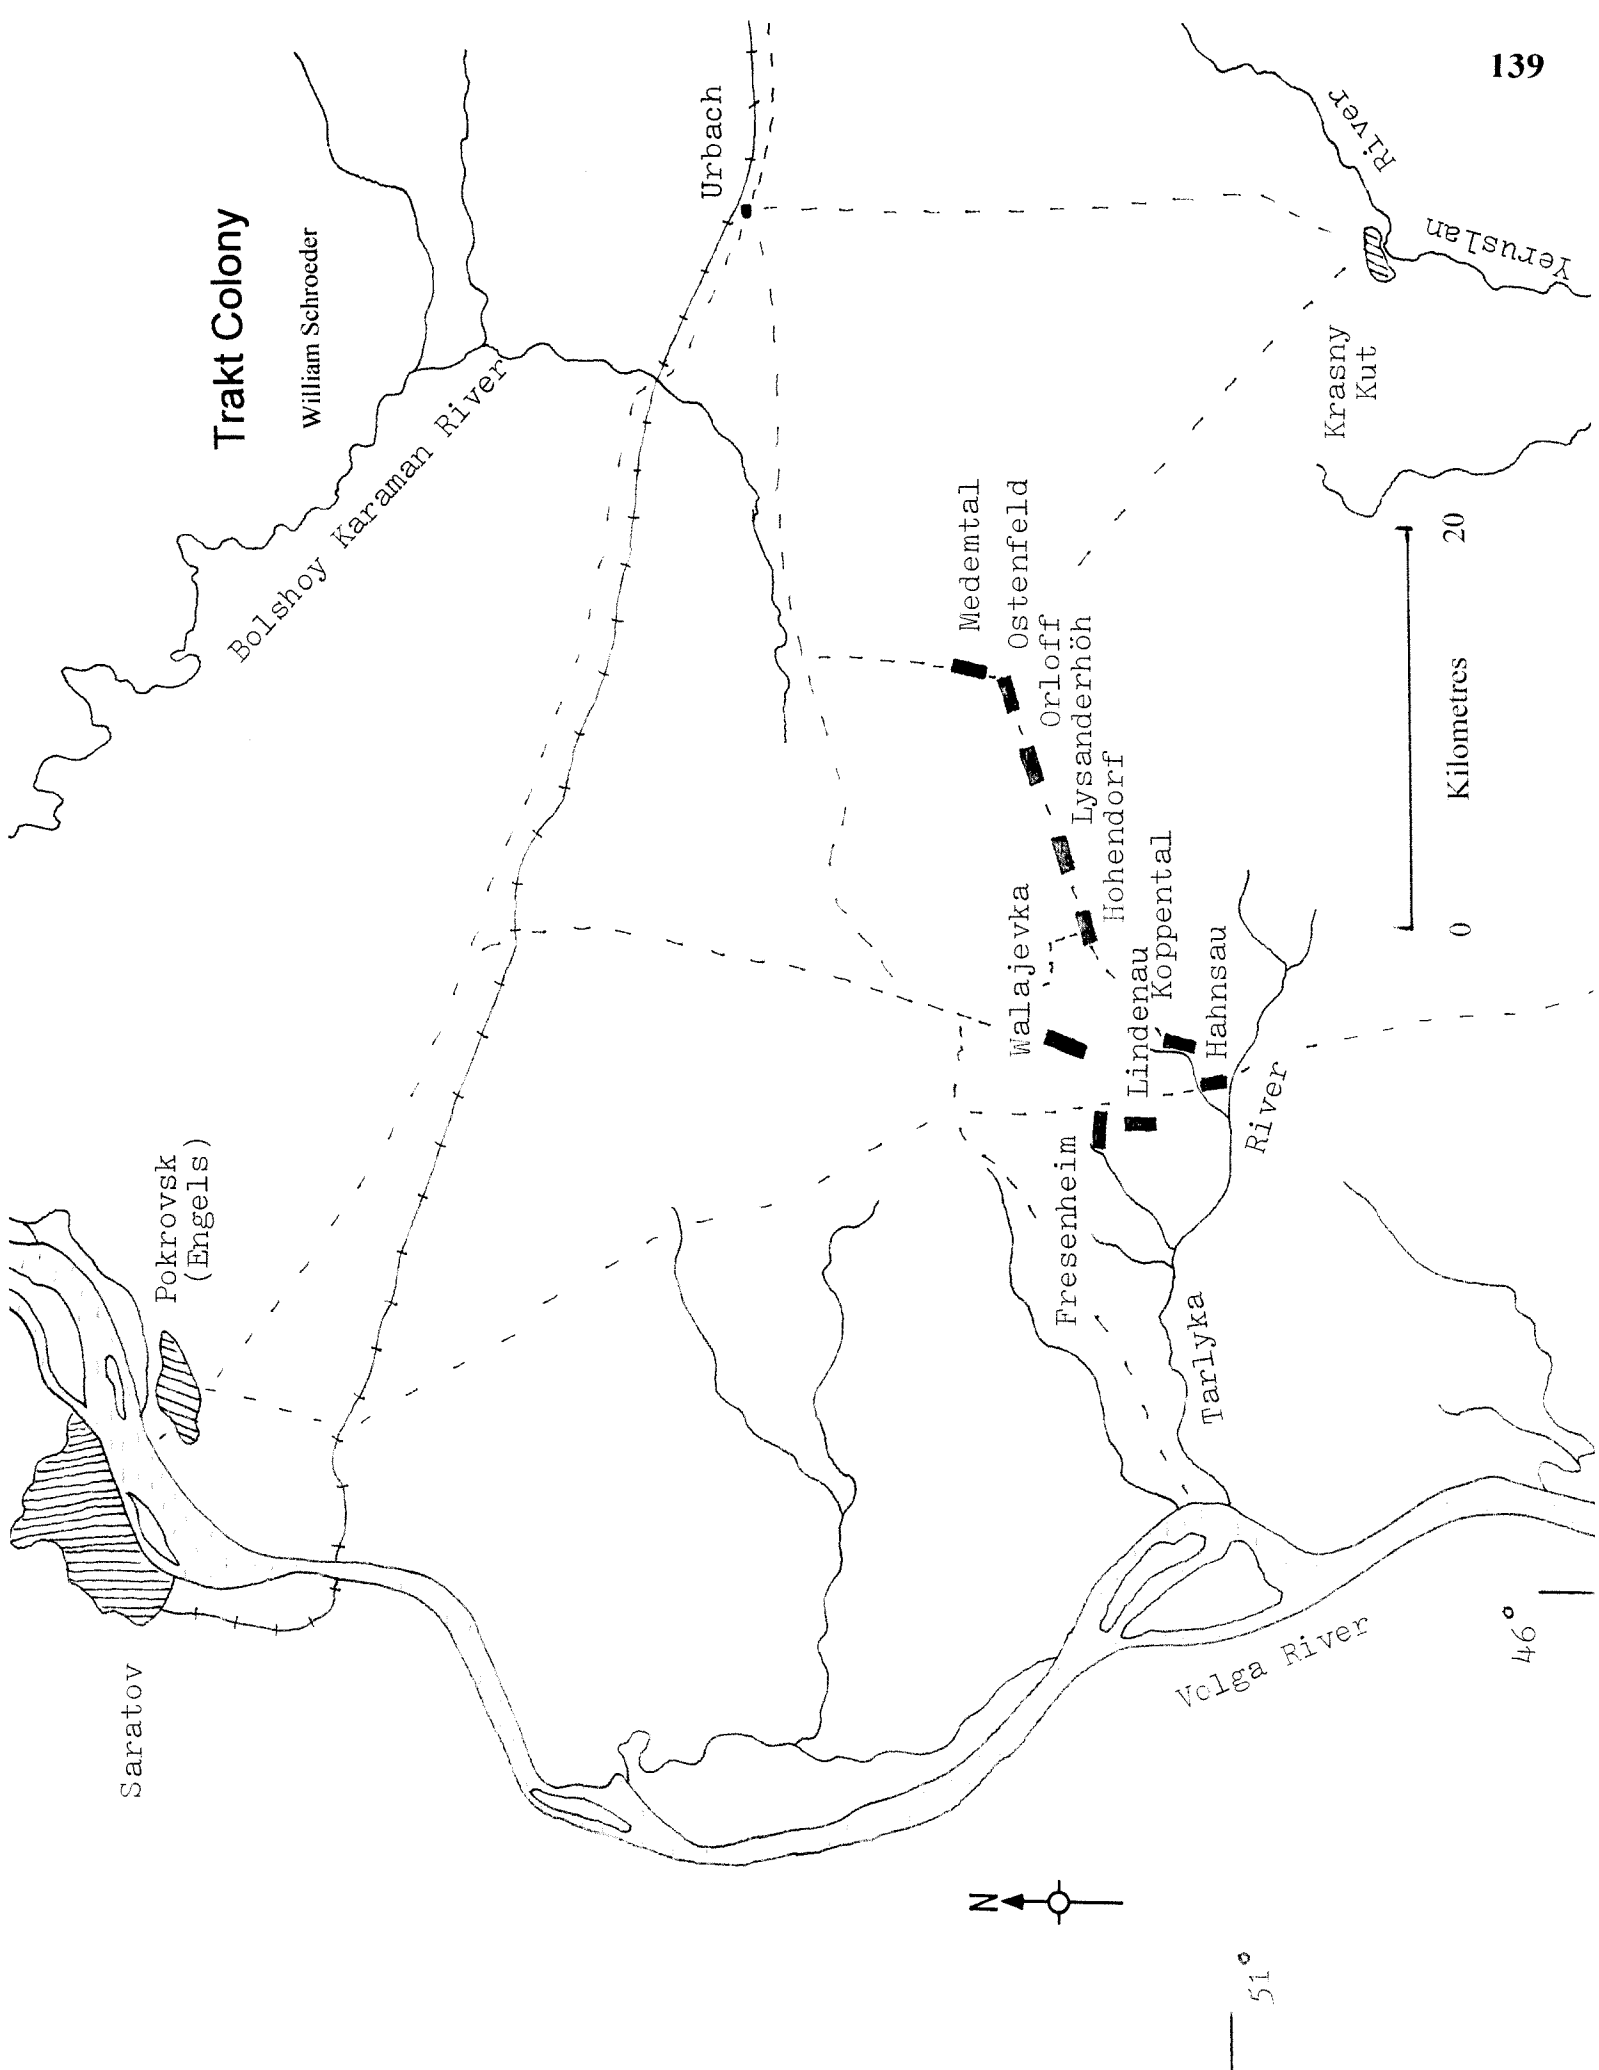 139
Trakt Colony
William Schroeder
Saratov
Pokrovsk
(Engels)
Bolshoy Karaman River
Urbach
Medemtal
Ostenfeld
Orloff
Lysanderhöh
Hohendorf
Walajevka
Koppental
Lindenau
Hahnsau
Fresenheim
Tarlyka
River
Krasny
Kut
Yeruslan
River
Volga River
0
20
Kilometres
N
46°
51°